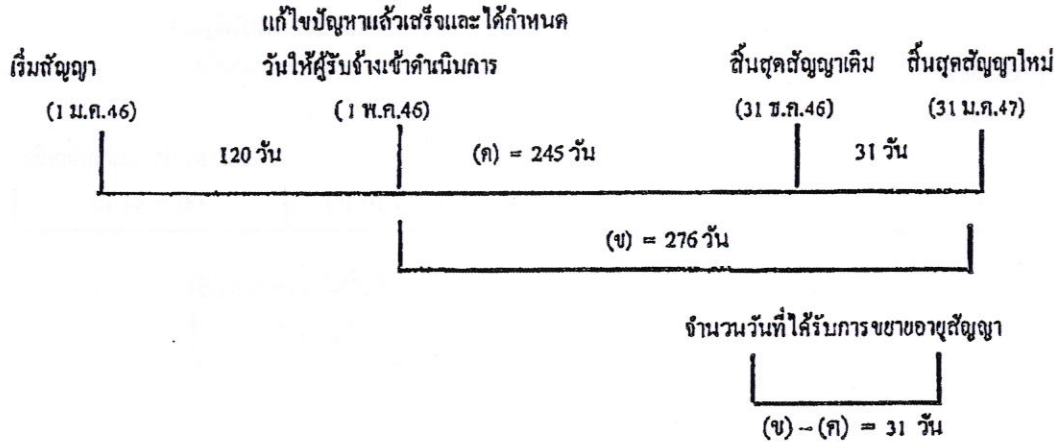 แก้ไขปัญหาแล้วเสร็จและได้กำหนด
เริ่มสัญญา วันให้ผู้รับจ้างเข้าดำเนินการ สิ้นสุดสัญญาเดิม สิ้นสุดสัญญาใหม่
(1 ม.ค.46) (1 พ.ค.46) (31 ธ.ค.46) (31 ม.ค.47)
120 วัน (ค) = 245 วัน 31 วัน
(ข) = 276 วัน
จำนวนวันที่ได้รับการขยายอายุสัญญา
(ข) – (ค) = 31 วัน